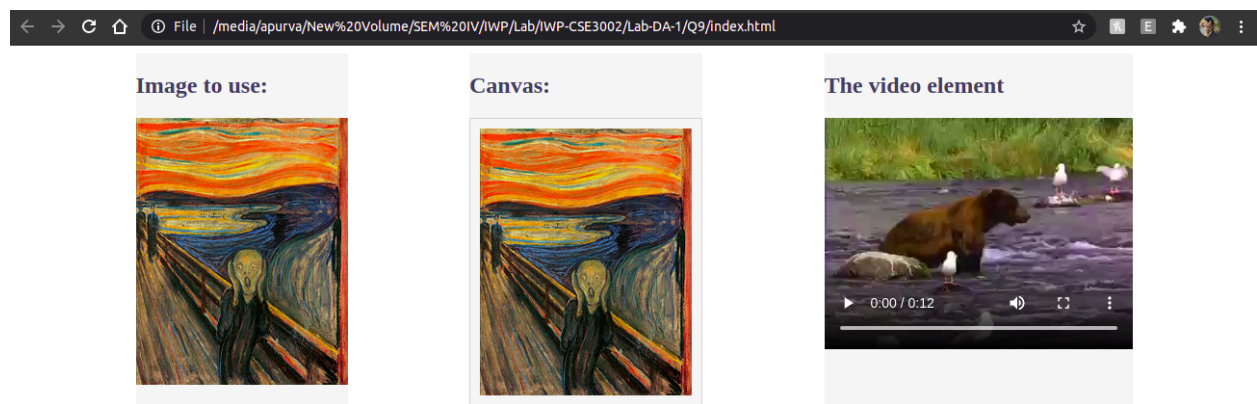 File /media/apurva/New%20Volume/SEM%20IV/IWP/Lab/IWP-CSE3002/Lab-DA-1/Q9/index.html
E
Image to use:
Canvas:
The video element
0:00 / 0:12